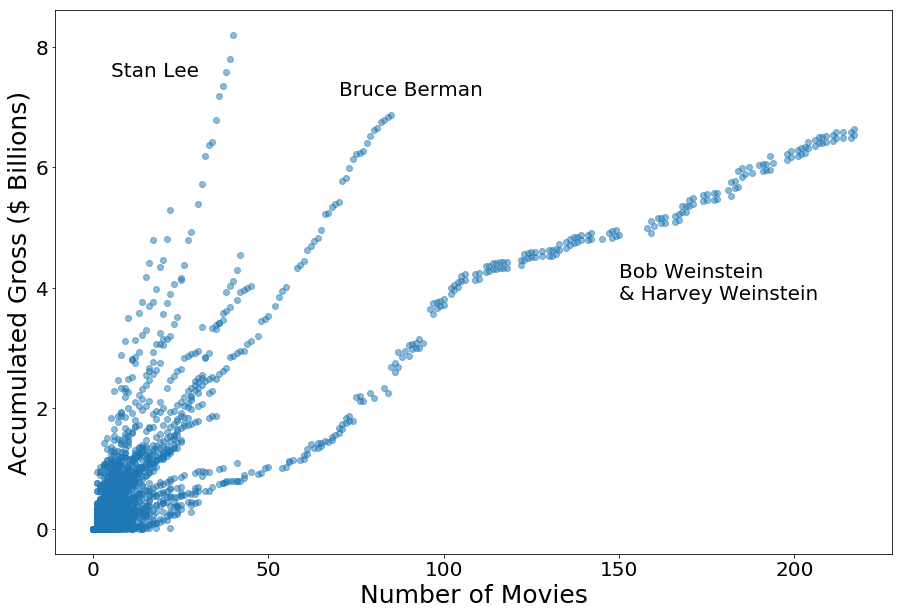 Accumulated Gross ($ Billions)
8
6
4
2
0
Stan Lee
Bruce Berman
Bob Weinstein
& Harvey Weinstein
0 50 100 150 200
Number of Movies